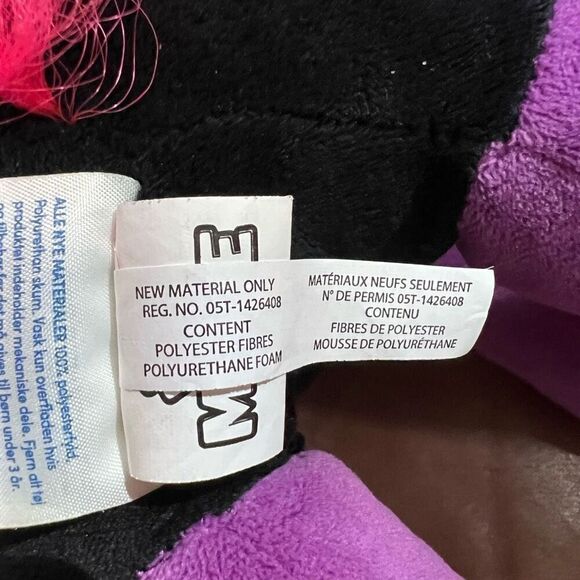 NEW MATERIAL ONLY
REG. NO. 05T-1426408
CONTENT
POLYESTER FIBRES
POLYURETHANE FOAM
MATÉRIAUX NEUFS SEULEMENT
N° DE PERMIS 05T-1426408
CONTENU
FIBRES DE POLYESTER
MOUSSE DE POLYURÉTHANE
ALLE NYE MATERIALER 100% polyesterfyld.
Polyurethan skum. Vask kun overfladen hvis
produktet indeholder mekaniske dele. Fjern alt tøj
til børn under 3 år.